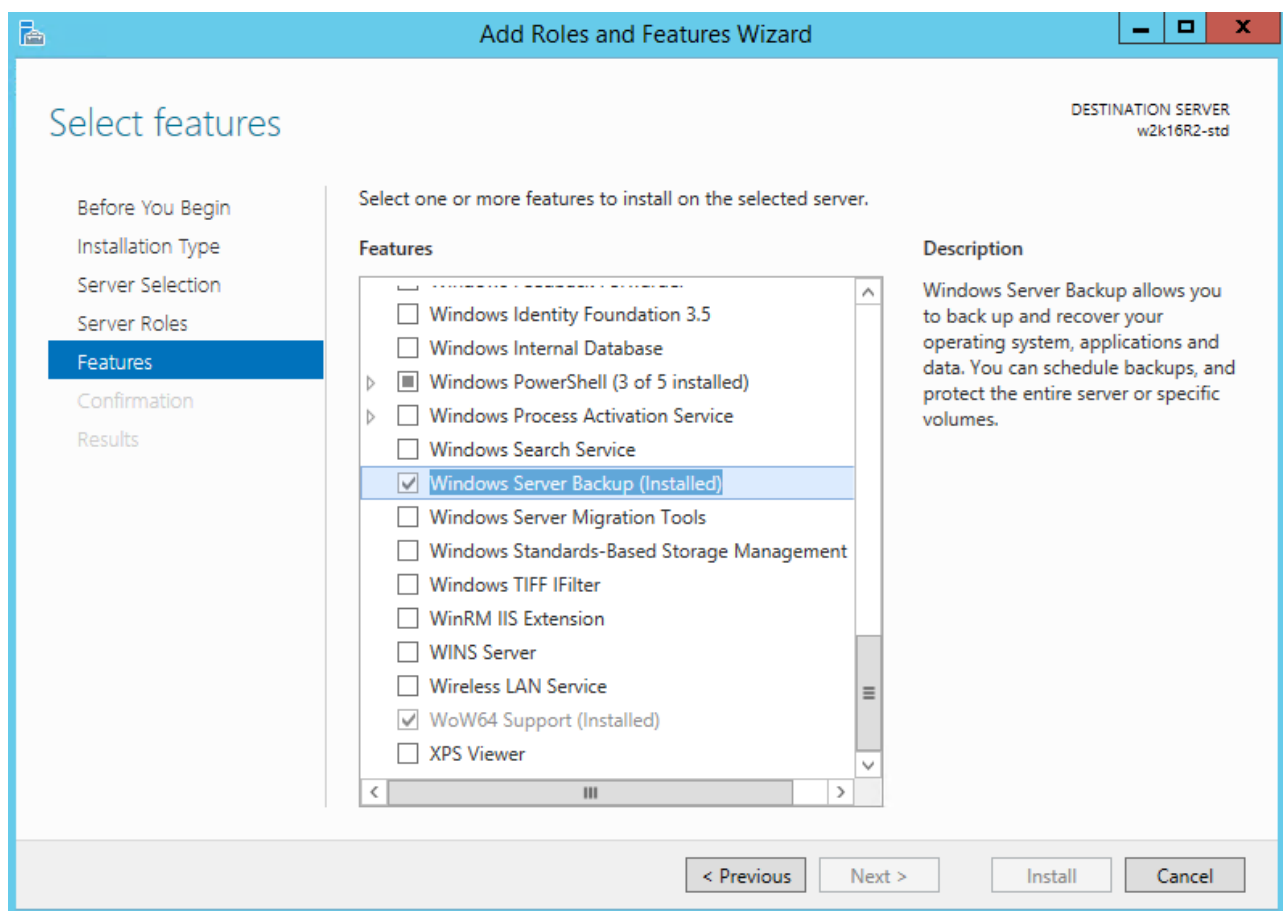 Add Roles and Features Wizard
Select features
DESTINATION SERVER
w2k16R2-std
Before You Begin
Installation Type
Server Selection
Server Roles
Features
Confirmation
Results
Select one or more features to install on the selected server.
Features
Windows Identity Foundation 3.5
Windows Internal Database
Windows PowerShell (3 of 5 installed)
Windows Process Activation Service
Windows Search Service
Windows Server Backup (Installed)
Windows Server Migration Tools
Windows Standards-Based Storage Management
Windows TIFF IFilter
WinRM IIS Extension
WINS Server
Wireless LAN Service
WoW64 Support (Installed)
XPS Viewer
Description
Windows Server Backup allows you
to back up and recover your
operating system, applications and
data. You can schedule backups, and
protect the entire server or specific
volumes.
< Previous
Next >
Install
Cancel